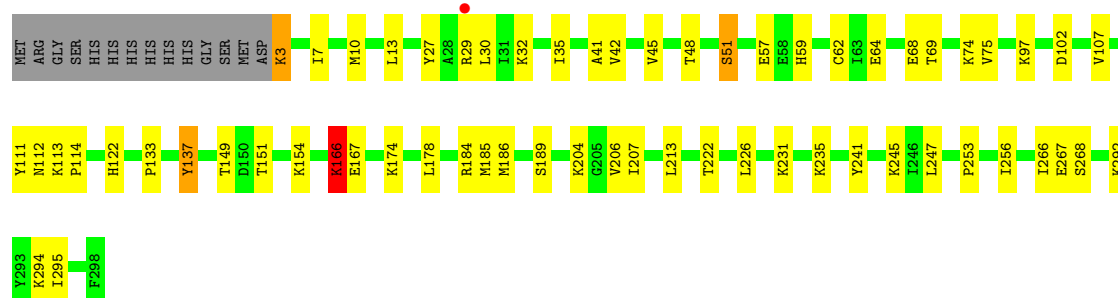 MET ARG GLY SER HIS HIS HIS HIS HIS HIS GLY SER MET ASP K3 I7 M10 L13 Y27 A28 R29 L30 I31 K32 I35 A41 V42 V45 T48 S51 E57 E58 H59 C62 I63 E64 E68 T69 K74 V75 K97 D102 V107
Y111 N112 K113 P114 H122 P133 Y137 T149 D150 T151 K154 K166 E167 K174 L178 R184 M185 M186 S189 K204 G205 V206 I207 L213 T222 L226 K231 K235 Y241 K245 I246 L247 P253 I256 I266 E267 S268
Y293 K294 I295 F298